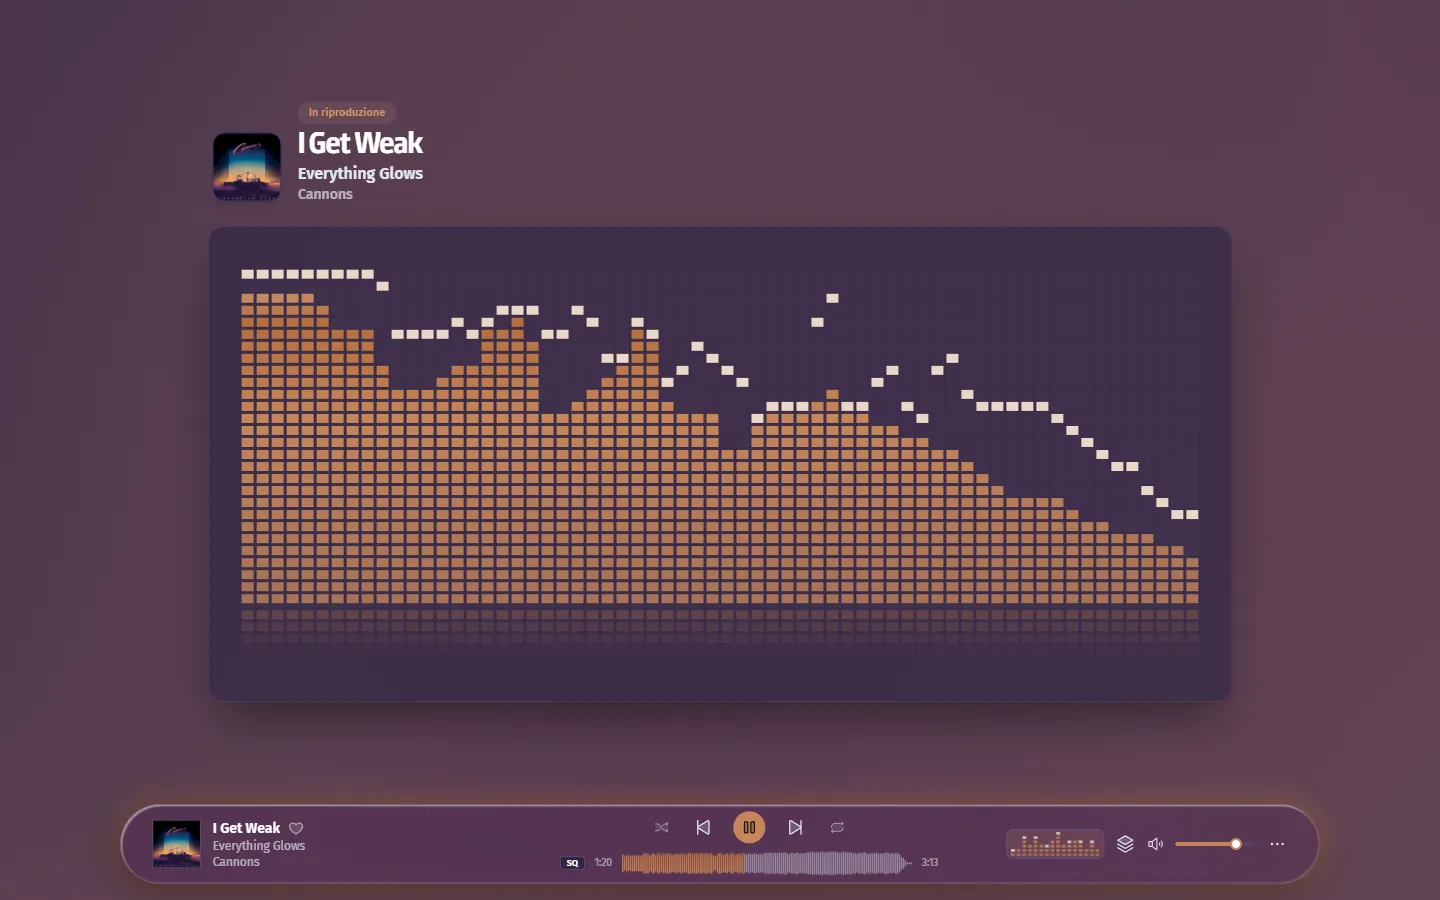 In riproduzione
I Get Weak
Everything Glows
Cannons
I Get Weak
Everything Glows
Cannons
SQ
1:20
3:13